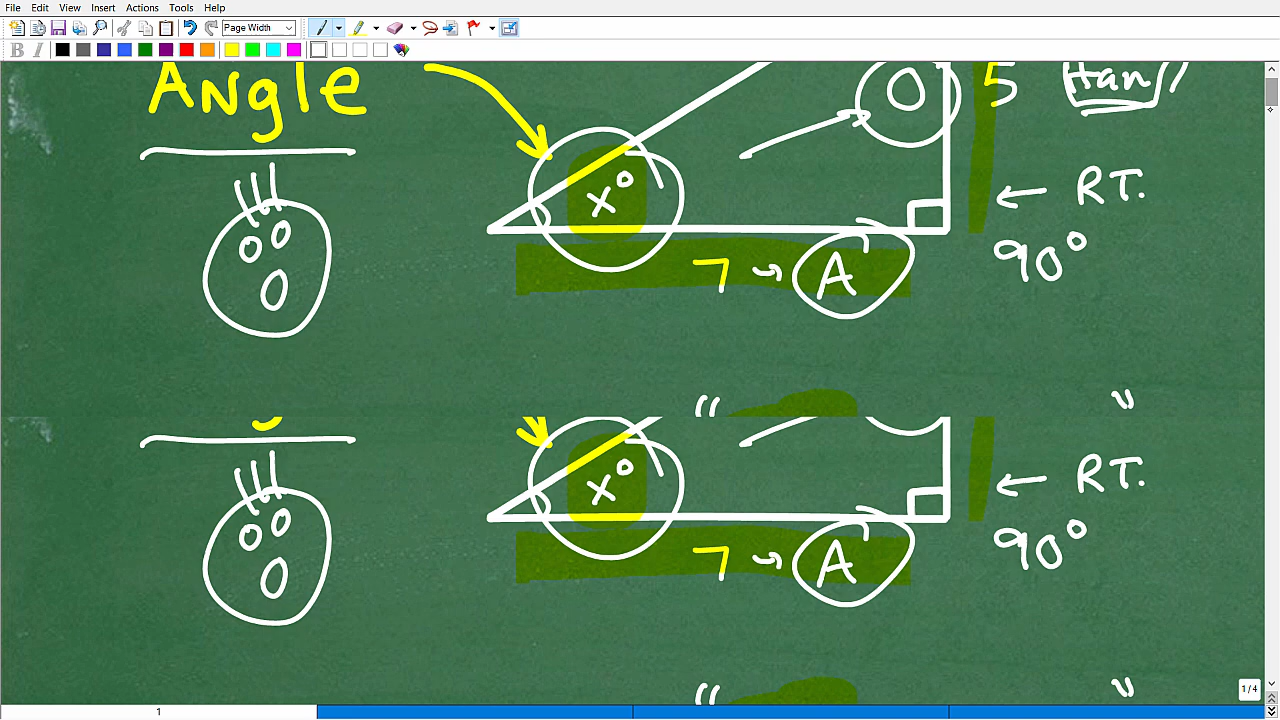 File Edit View Insert Actions Tools Help
Page Width
B I
Angle
O 5 tan
x°
← RT.
90°
7 → A
"
"
x°
← RT.
90°
7 → A
"
"
1/4
1